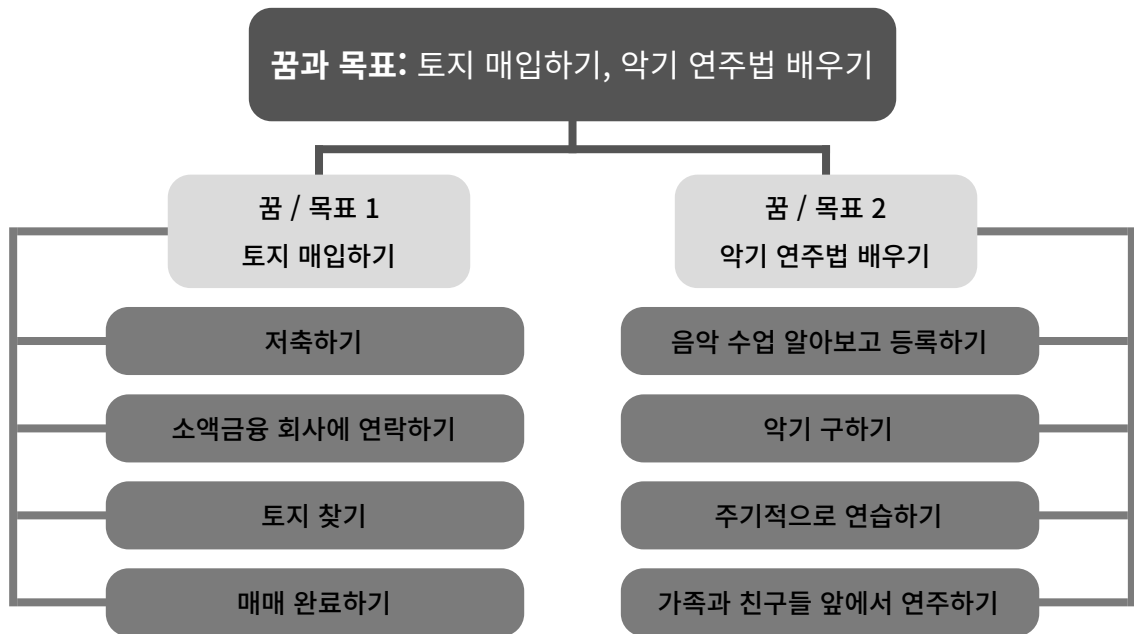 꿈과 목표: 토지 매입하기, 악기 연주법 배우기
꿈 / 목표 1
토지 매입하기
저축하기
소액금융 회사에 연락하기
토지 찾기
매매 완료하기
꿈 / 목표 2
악기 연주법 배우기
음악 수업 알아보고 등록하기
악기 구하기
주기적으로 연습하기
가족과 친구들 앞에서 연주하기